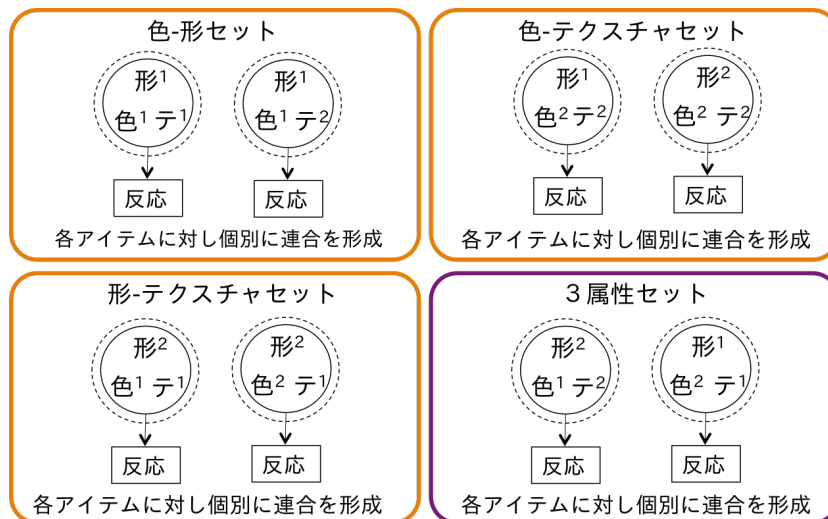 色-形セット
形¹ 形¹
色¹ テ¹ 色¹ テ²
反応 反応
各アイテムに対し個別に連合を形成
色-テクスチャセット
形¹ 形²
色² テ² 色² テ²
反応 反応
各アイテムに対し個別に連合を形成
形-テクスチャセット
形² 形²
色¹ テ¹ 色² テ¹
反応 反応
各アイテムに対し個別に連合を形成
３属性セット
形² 形¹
色¹ テ² 色² テ¹
反応 反応
各アイテムに対し個別に連合を形成